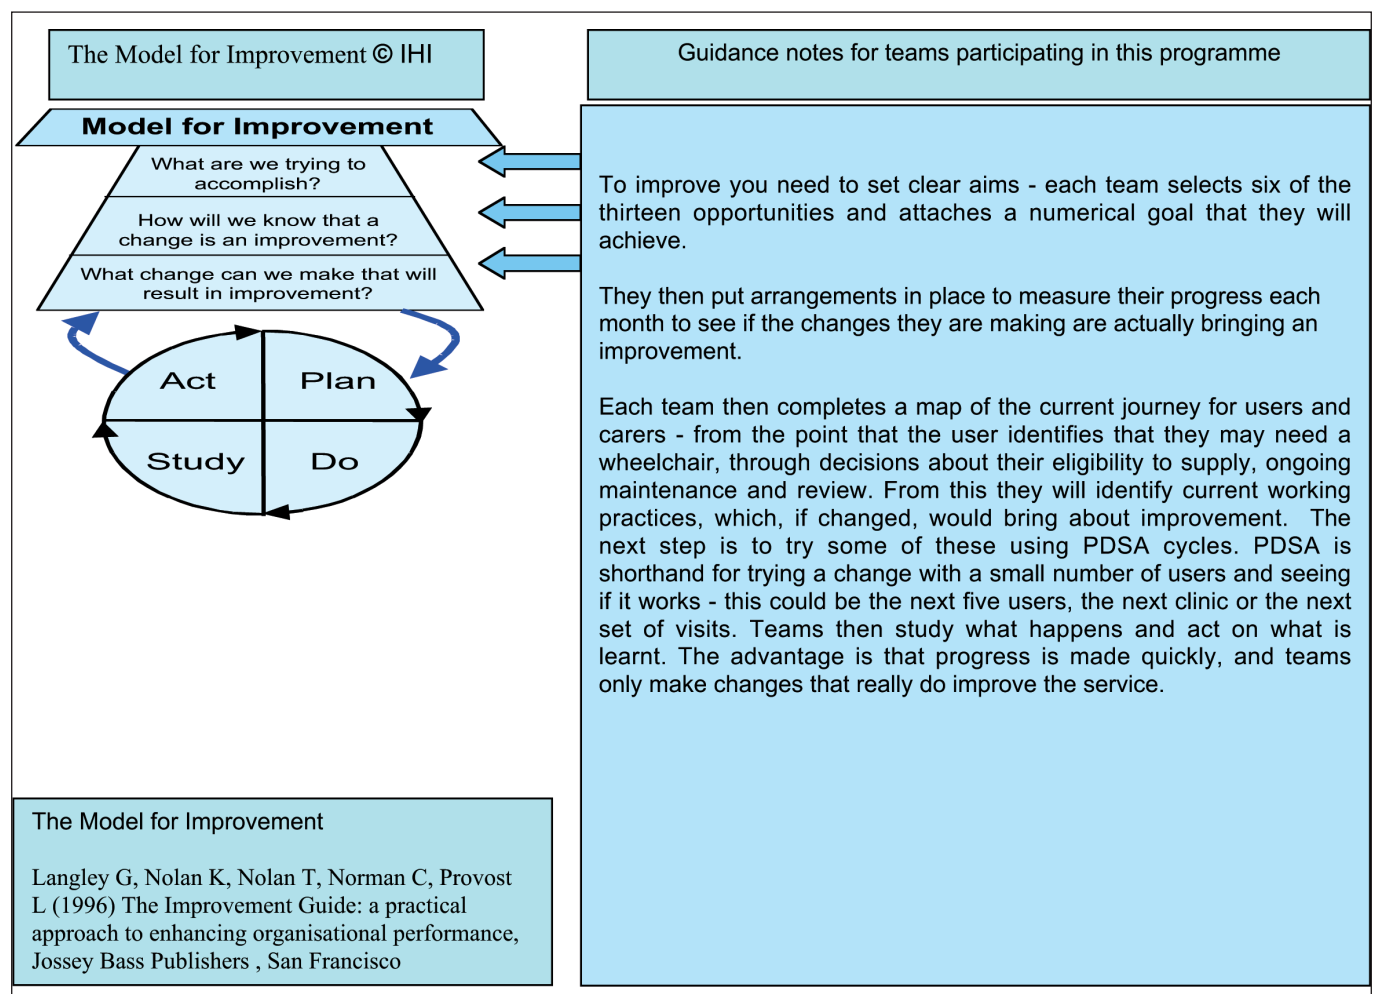 The Model for Improvement © IHI
Model for Improvement
What are we trying to
accomplish?
How will we know that a
change is an improvement?
What change can we make that will
result in improvement?
Act
Plan
Study
Do
The Model for Improvement
Langley G, Nolan K, Nolan T, Norman C, Provost
L (1996) The Improvement Guide: a practical
approach to enhancing organisational performance,
Jossey Bass Publishers , San Francisco
Guidance notes for teams participating in this programme
To improve you need to set clear aims - each team selects six of the
thirteen opportunities and attaches a numerical goal that they will
achieve.
They then put arrangements in place to measure their progress each
month to see if the changes they are making are actually bringing an
improvement.
Each team then completes a map of the current journey for users and
carers - from the point that the user identifies that they may need a
wheelchair, through decisions about their eligibility to supply, ongoing
maintenance and review. From this they will identify current working
practices, which, if changed, would bring about improvement.  The
next step is to try some of these using PDSA cycles. PDSA is
shorthand for trying a change with a small number of users and seeing
if it works - this could be the next five users, the next clinic or the next
set of visits. Teams then study what happens and act on what is
learnt. The advantage is that progress is made quickly, and teams
only make changes that really do improve the service.